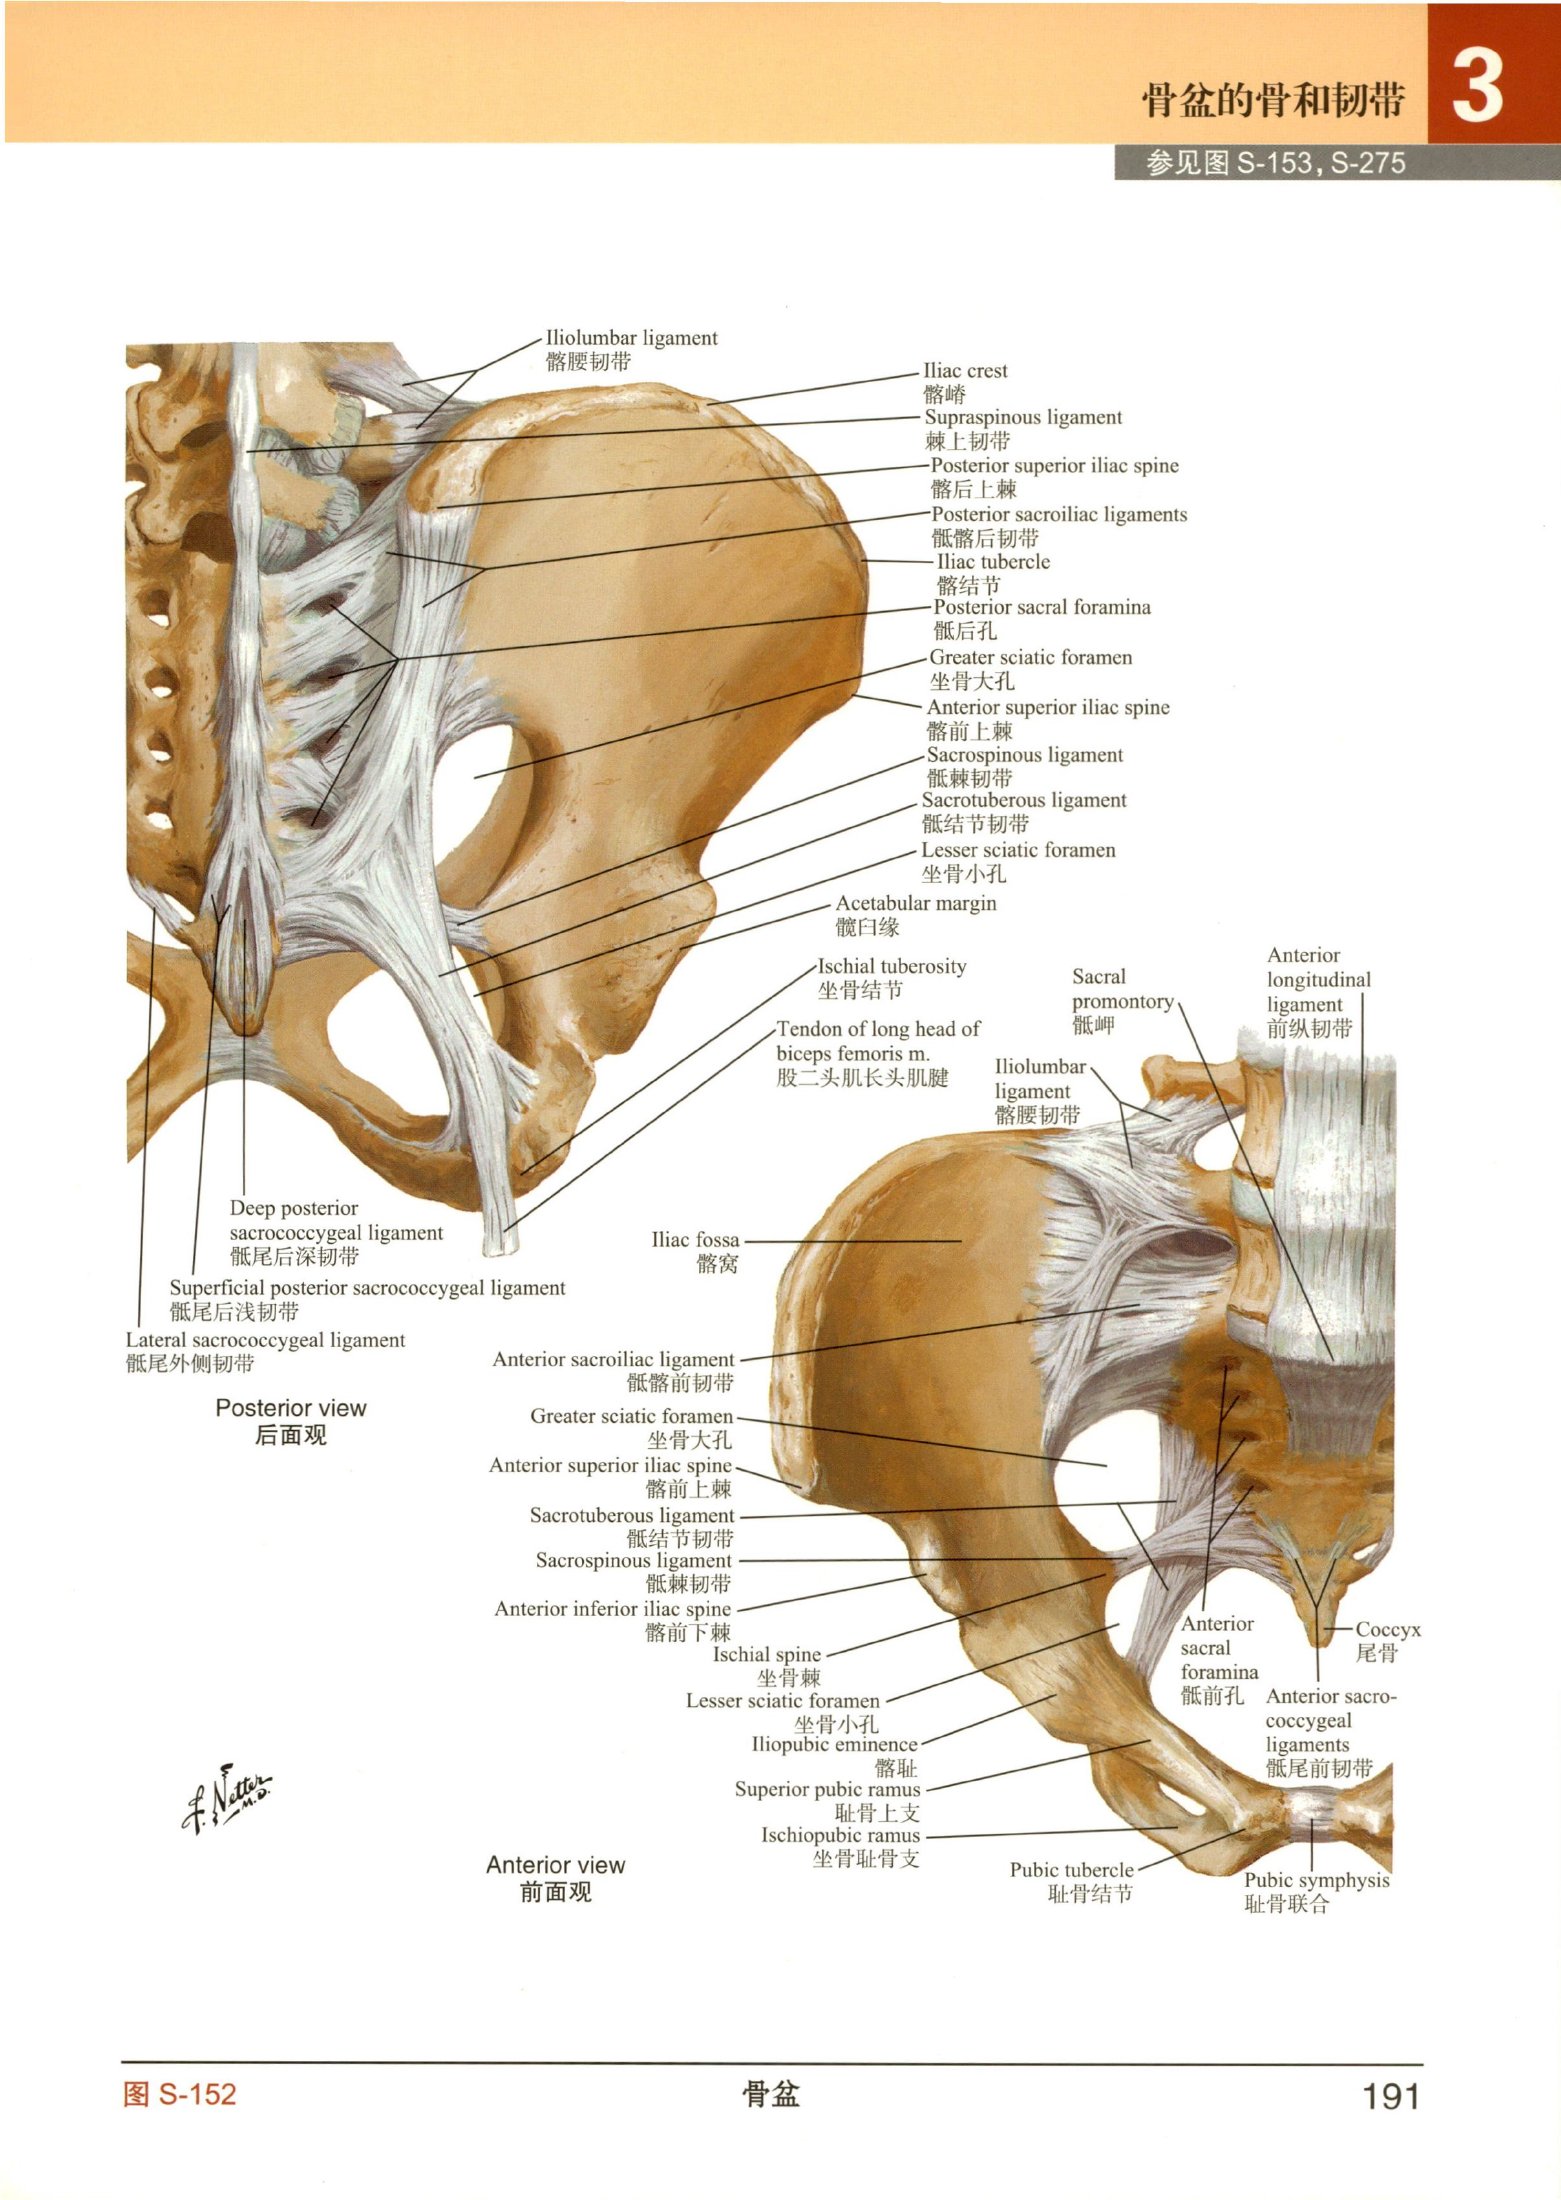 骨盆的骨和韧带
3
参见图 S-153, S-275
Iliolumbar ligament
髂腰韧带
Iliac crest
髂嵴
Supraspinous ligament
棘上韧带
Posterior superior iliac spine
髂后上棘
Posterior sacroiliac ligaments
骶髂后韧带
Iliac tubercle
髂结节
Posterior sacral foramina
骶后孔
Greater sciatic foramen
坐骨大孔
Anterior superior iliac spine
髂前上棘
Sacrospinous ligament
骶棘韧带
Sacrotuberous ligament
骶结节韧带
Lesser sciatic foramen
坐骨小孔
Acetabular margin
髋臼缘
Ischial tuberosity
坐骨结节
Tendon of long head of
biceps femoris m.
股二头肌长头肌腱
Deep posterior
sacrococcygeal ligament
骶尾后深韧带
Superficial posterior sacrococcygeal ligament
骶尾后浅韧带
Lateral sacrococcygeal ligament
骶尾外侧韧带
Posterior view
后面观
Anterior
longitudinal
ligament
前纵韧带
Sacral
promontory
骶岬
Iliolumbar
ligament
髂腰韧带
Iliac fossa
髂窝
Anterior sacroiliac ligament
骶髂前韧带
Greater sciatic foramen
坐骨大孔
Anterior superior iliac spine
髂前上棘
Sacrotuberous ligament
骶结节韧带
Sacrospinous ligament
骶棘韧带
Anterior inferior iliac spine
髂前下棘
Ischial spine
坐骨棘
Lesser sciatic foramen
坐骨小孔
Iliopubic eminence
髂耻
Superior pubic ramus
耻骨上支
Ischiopubic ramus
坐骨耻骨支
Pubic tubercle
耻骨结节
Anterior
sacral
foramina
骶前孔
Coccyx
尾骨
Anterior sacro-
coccygeal
ligaments
骶尾前韧带
Pubic symphysis
耻骨联合
F. Netter
M.D.
Anterior view
前面观
图 S-152
骨盆
191